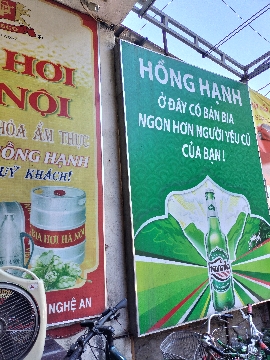 HƠI
NỘI
HÓA ẨM THỰC
HỒNG HẠNH
QUÝ KHÁCH!
BIA HƠI HÀ NỘI
NGHỆ AN
HỒNG HẠNH
Ở ĐÂY CÓ BÁN BIA
NGON HƠN NGƯỜI YÊU CŨ
CỦA BẠN !